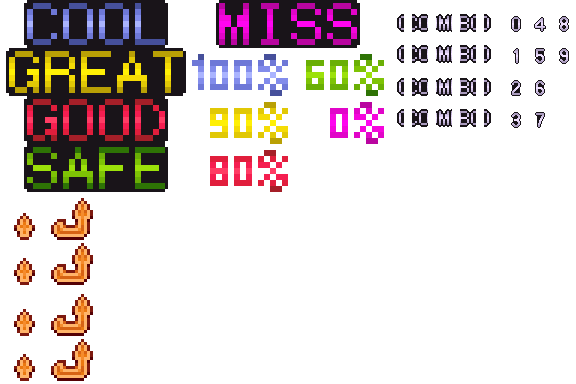 COOL
GREAT
GOOD
SAFE
MISS
100% 60%
90% 0%
80%
COMBO 0 4 8
COMBO 1 5 9
COMBO 2 6
COMBO 3 7